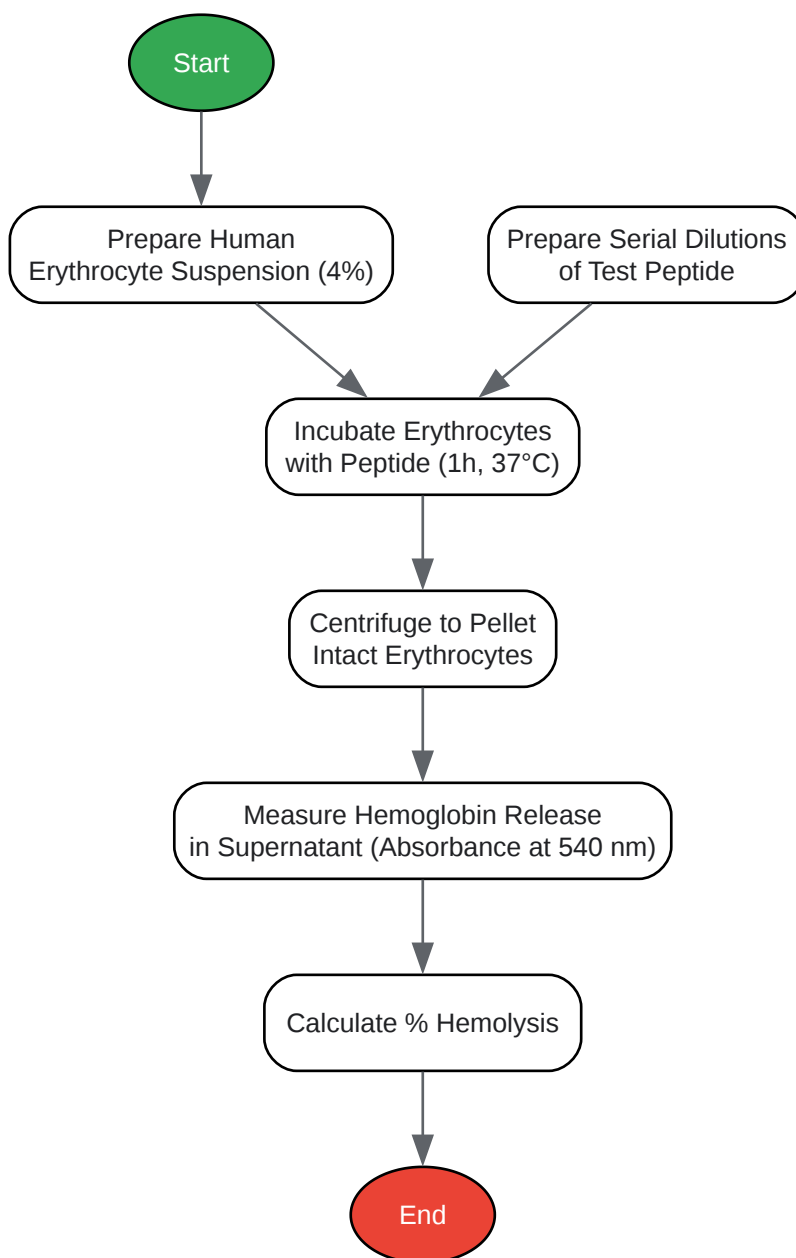 Start
Prepare Human
Erythrocyte Suspension (4%)
Prepare Serial Dilutions
of Test Peptide
Incubate Erythrocytes
with Peptide (1h, 37°C)
Centrifuge to Pellet
Intact Erythrocytes
Measure Hemoglobin Release
in Supernatant (Absorbance at 540 nm)
Calculate % Hemolysis
End